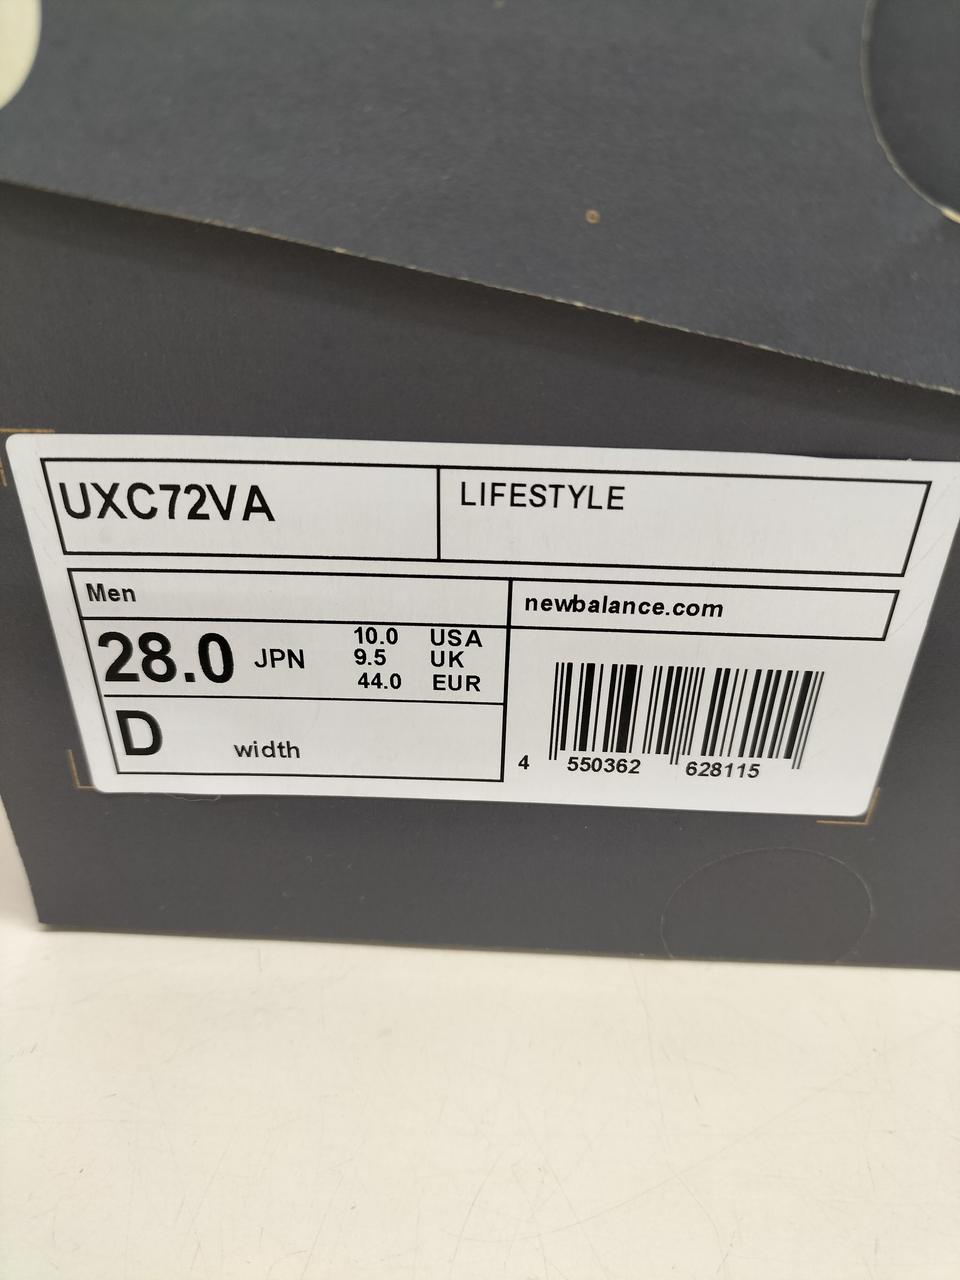 UXC72VA
LIFESTYLE
Men
newbalance.com
28.0 JPN
10.0 USA
9.5 UK
44.0 EUR
D width
4 550362 628115